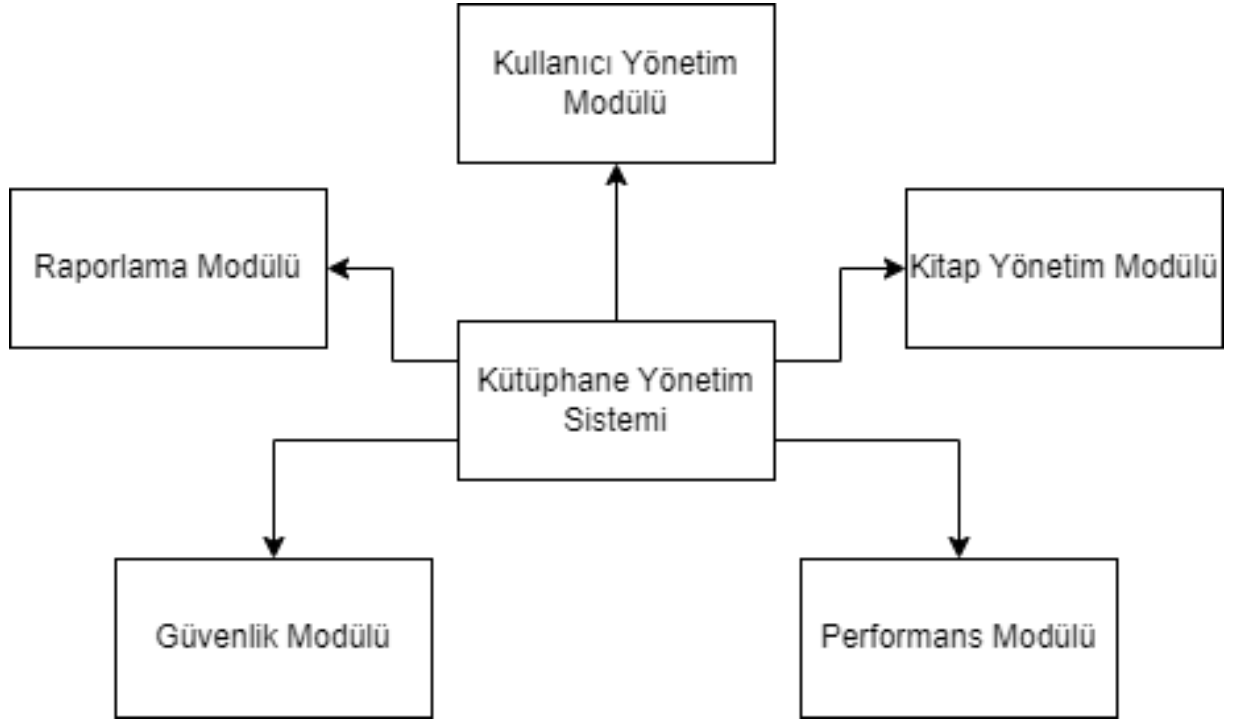 Kullanıcı Yönetim
Modülü
Raporlama Modülü
Kitap Yönetim Modülü
Kütüphane Yönetim
Sistemi
Güvenlik Modülü
Performans Modülü